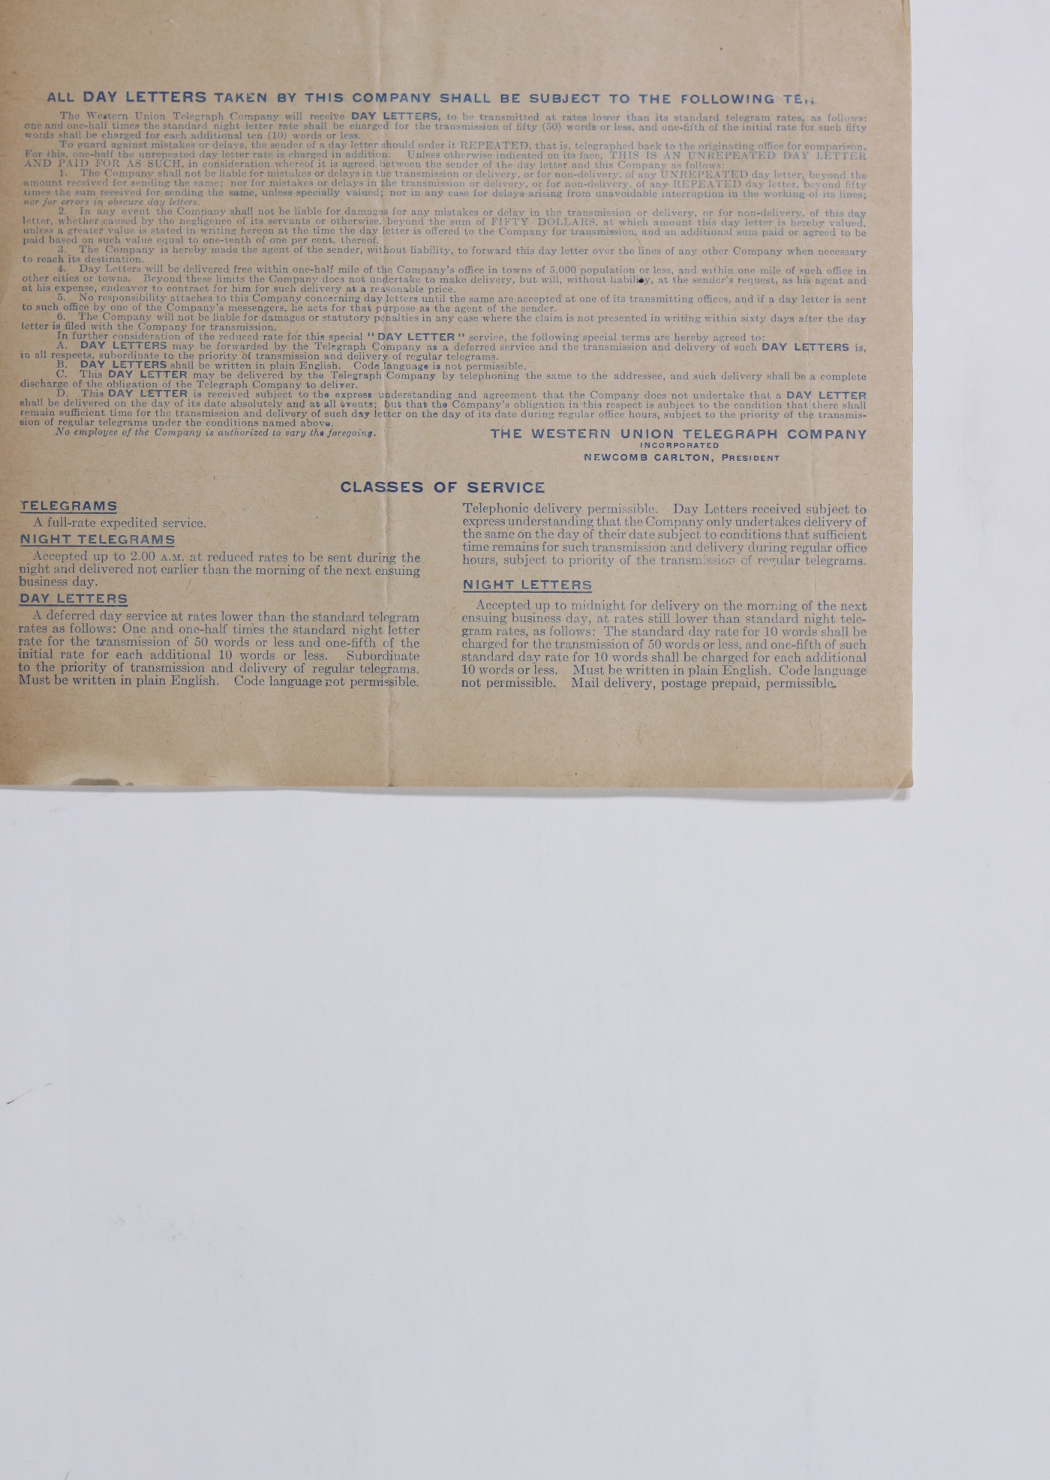 ALL DAY LETTERS TAKEN BY THIS COMPANY SHALL BE SUBJECT TO THE FOLLOWING TE
The Western Union Telegraph Company will receive DAY LETTERS, to be transmitted at rates lower than its standard telegram rates, as follows:
one and one-half times the standard night letter rate shall be charged for the transmission of fifty (50) words or less, and one-fifth of the initial rate for such fifty
words shall be charged for each additional ten (10) words or less.
To guard against mistakes or delays, the sender of a day letter should order it REPEATED, that is, telegraphed back to the originating office for comparison.
For this, one-half the unrepeated day letter rate is charged in addition. Unless otherwise indicated on its face, THIS IS AN UNREPEATED DAY LETTER
AND PAID FOR AS SUCH, in consideration whereof it is agreed between the sender of the day letter and this Company as follows:
1. The Company shall not be liable for mistakes or delays in the transmission or delivery, or for non-delivery, of any UNREPEATED day letter, beyond the
amount received for sending the same; nor for mistakes or delays in the transmission or delivery, or for non-delivery, of any REPEATED day letter, beyond fifty
times the sum received for sending the same, unless specially valued; nor in any case for delays arising from unavoidable interruption in the working of its lines;
nor for errors in obscure day letters.
2. In any event the Company shall not be liable for damages for any mistakes or delay in the transmission or delivery, or for non-delivery, of this day
letter, whether caused by the negligence of its servants or otherwise, beyond the sum of FIFTY DOLLARS, at which amount this day letter is hereby valued,
unless a greater value is stated in writing hereon at the time the day letter is offered to the Company for transmission, and an additional sum paid or agreed to be
paid based on such value equal to one-tenth of one per cent. thereof.
3. The Company is hereby made the agent of the sender, without liability, to forward this day letter over the lines of any other Company when necessary
to reach its destination.
4. Day Letters will be delivered free within one-half mile of the Company's office in towns of 5,000 population or less, and within one mile of such office in
other cities or towns. Beyond these limits the Company does not undertake to make delivery, but will, without liability, at the sender's request, as his agent and
at his expense, endeavor to contract for him for such delivery at a reasonable price.
5. No responsibility attaches to this Company concerning day letters until the same are accepted at one of its transmitting offices, and if a day letter is sent
to such office by one of the Company's messengers, he acts for that purpose as the agent of the sender.
6. The Company will not be liable for damages or statutory penalties in any case where the claim is not presented in writing within sixty days after the day
letter is filed with the Company for transmission.
In further consideration of the reduced rate for this special "DAY LETTER" service, the following special terms are hereby agreed to:
A. DAY LETTERS may be forwarded by the Telegraph Company as a deferred service and the transmission and delivery of such DAY LETTERS is,
in all respects, subordinate to the priority of transmission and delivery of regular telegrams.
B. DAY LETTERS shall be written in plain English. Code language is not permissible.
C. This DAY LETTER may be delivered by the Telegraph Company by telephoning the same to the addressee, and such delivery shall be a complete
discharge of the obligation of the Telegraph Company to deliver.
D. This DAY LETTER is received subject to the express understanding and agreement that the Company does not undertake that a DAY LETTER
shall be delivered on the day of its date absolutely and at all events; but that the Company's obligation in this respect is subject to the condition that there shall
remain sufficient time for the transmission and delivery of such day letter on the day of its date during regular office hours, subject to the priority of the transmis-
sion of regular telegrams under the conditions named above.
No employee of the Company is authorized to vary the foregoing.
THE WESTERN UNION TELEGRAPH COMPANY
INCORPORATED
NEWCOMB CARLTON, PRESIDENT
CLASSES OF SERVICE
TELEGRAMS
A full-rate expedited service.
NIGHT TELEGRAMS
Accepted up to 2.00 A.M. at reduced rates to be sent during the
night and delivered not earlier than the morning of the next ensuing
business day.
DAY LETTERS
A deferred day service at rates lower than the standard telegram
rates as follows: One and one-half times the standard night letter
rate for the transmission of 50 words or less and one-fifth of the
initial rate for each additional 10 words or less. Subordinate
to the priority of transmission and delivery of regular telegrams.
Must be written in plain English. Code language not permissible.
Telephonic delivery permissible. Day Letters received subject to
express understanding that the Company only undertakes delivery of
the same on the day of their date subject to conditions that sufficient
time remains for such transmission and delivery during regular office
hours, subject to priority of the transmission of regular telegrams.
NIGHT LETTERS
Accepted up to midnight for delivery on the morning of the next
ensuing business day, at rates still lower than standard night tele-
gram rates, as follows: The standard day rate for 10 words shall be
charged for the transmission of 50 words or less, and one-fifth of such
standard day rate for 10 words shall be charged for each additional
10 words or less. Must be written in plain English. Code language
not permissible. Mail delivery, postage prepaid, permissible.